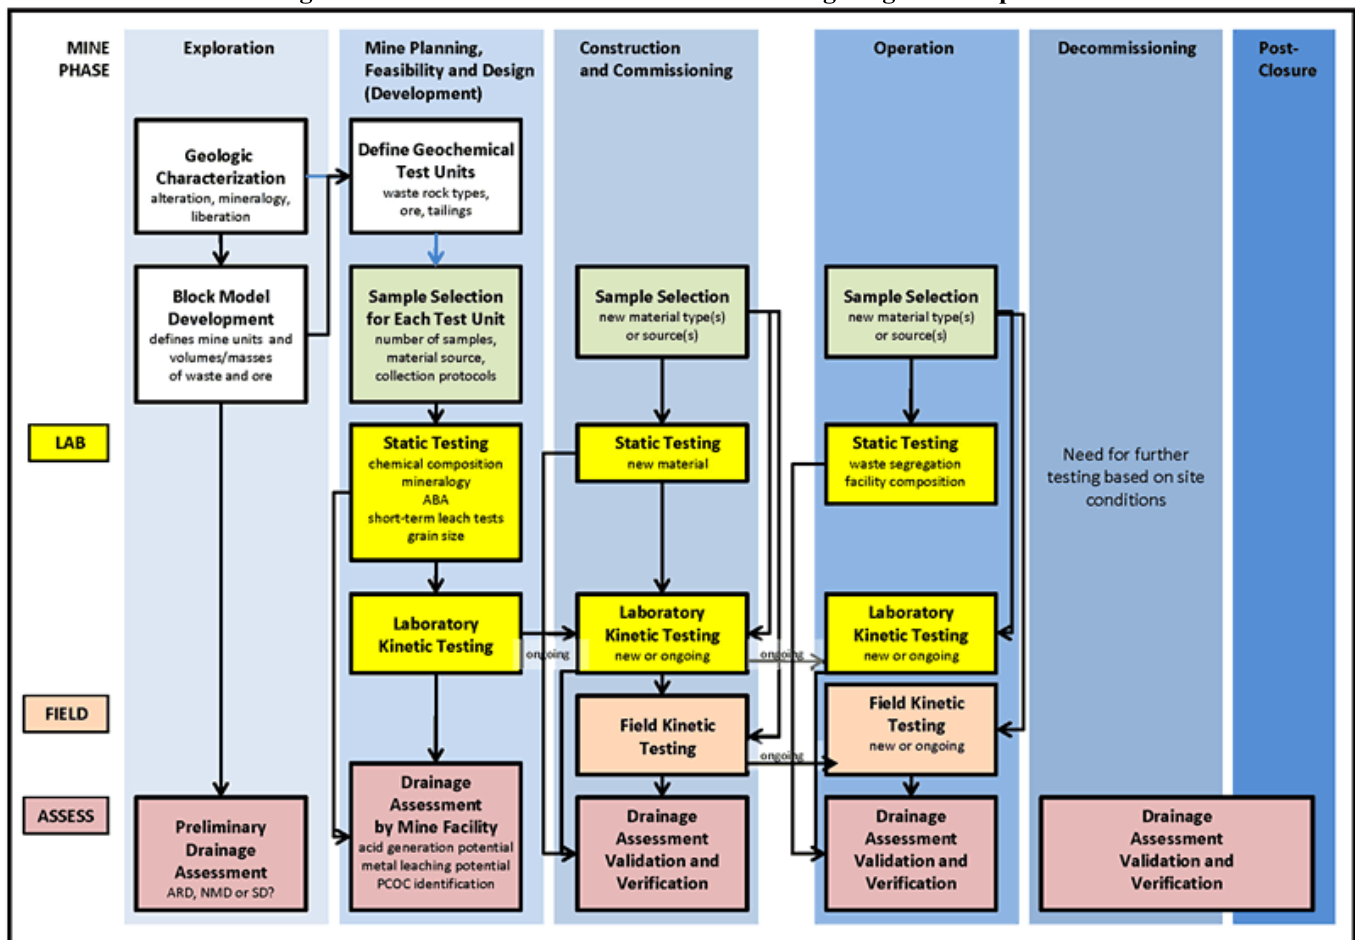 MINE
PHASE
Exploration
Mine Planning,
Feasibility and Design
(Development)
Construction
and Commissioning
Operation
Decommissioning
Post-
Closure
Geologic
Characterization
alteration, mineralogy,
liberation
Define Geochemical
Test Units
waste rock types,
ore, tailings
Block Model
Development
defines mine units and
volumes/masses
of waste and ore
Sample Selection
for Each Test Unit
number of samples,
material source,
collection protocols
Sample Selection
new material type(s)
or source(s)
Sample Selection
new material type(s)
or source(s)
LAB
Static Testing
chemical composition
mineralogy
ABA
short-term leach tests
grain size
Static Testing
new material
Static Testing
waste segregation
facility composition
Need for further
testing based on site
conditions
Laboratory
Kinetic Testing
ongoing
Laboratory
Kinetic Testing
new or ongoing
ongoing
Laboratory
Kinetic Testing
new or ongoing
FIELD
Field Kinetic
Testing
ongoing
Field Kinetic
Testing
new or ongoing
ASSESS
Preliminary
Drainage
Assessment
ARD, NMD or SD?
Drainage
Assessment
by Mine Facility
acid generation potential
metal leaching potential
PCOC identification
Drainage
Assessment
Validation and
Verification
Drainage
Assessment
Validation and
Verification
Drainage
Assessment
Validation and
Verification